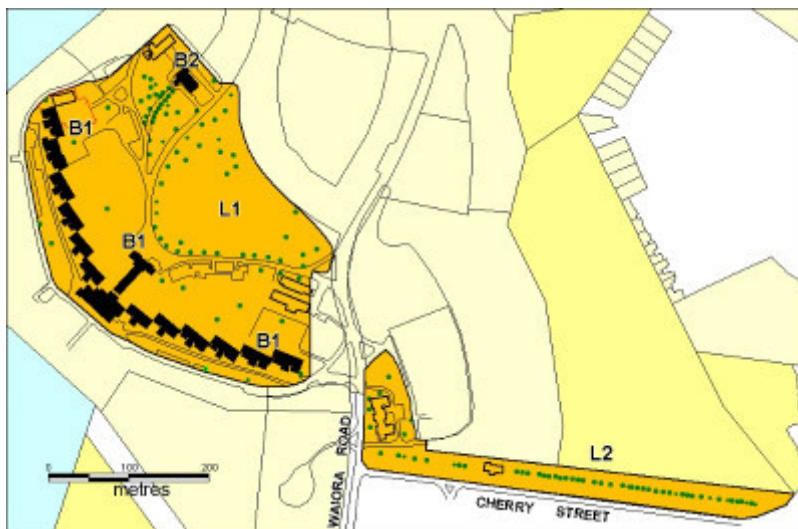 B2
B1
L1
B1
B1
L2
0 100 200
metres
WAIORA ROAD
CHERRY STREET